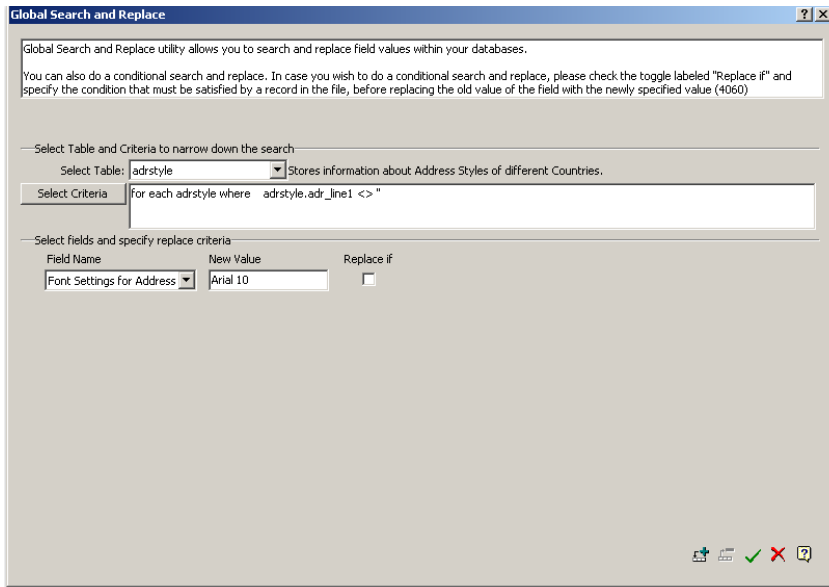 Global Search and Replace
Global Search and Replace utility allows you to search and replace field values within your databases.
You can also do a conditional search and replace. In case you wish to do a conditional search and replace, please check the toggle labeled "Replace if" and
specify the condition that must be satisfied by a record in the file, before replacing the old value of the field with the newly specified value (4060)
Select Table and Criteria to narrow down the search
Select Table: adrstyle Stores information about Address Styles of different Countries.
Select Criteria for each adrstyle where adrstyle.adr_line1 <> ''
Select fields and specify replace criteria
Field Name New Value Replace if
Font Settings for Address Arial 10